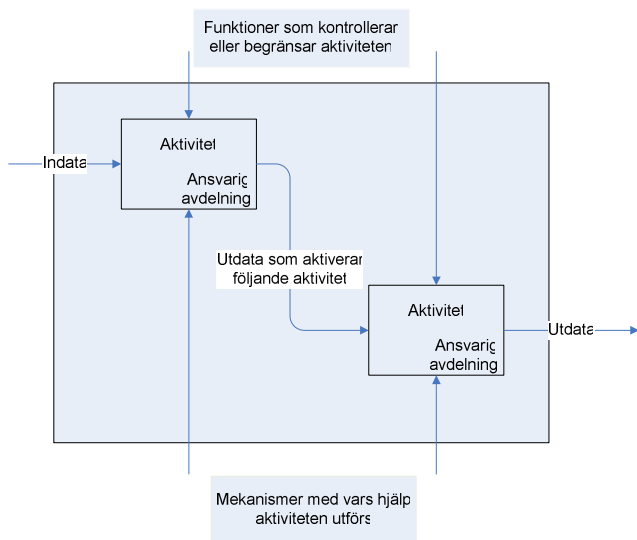 Funktioner som kontrollerar
eller begränsar aktiviteten
Aktivitet
Indata
Ansvarig
avdelning
Utdata som aktiverar
följande aktivitet
Aktivitet
Utdata
Ansvarig
avdelning
Mekanismer med vars hjälp
aktiviteten utförs